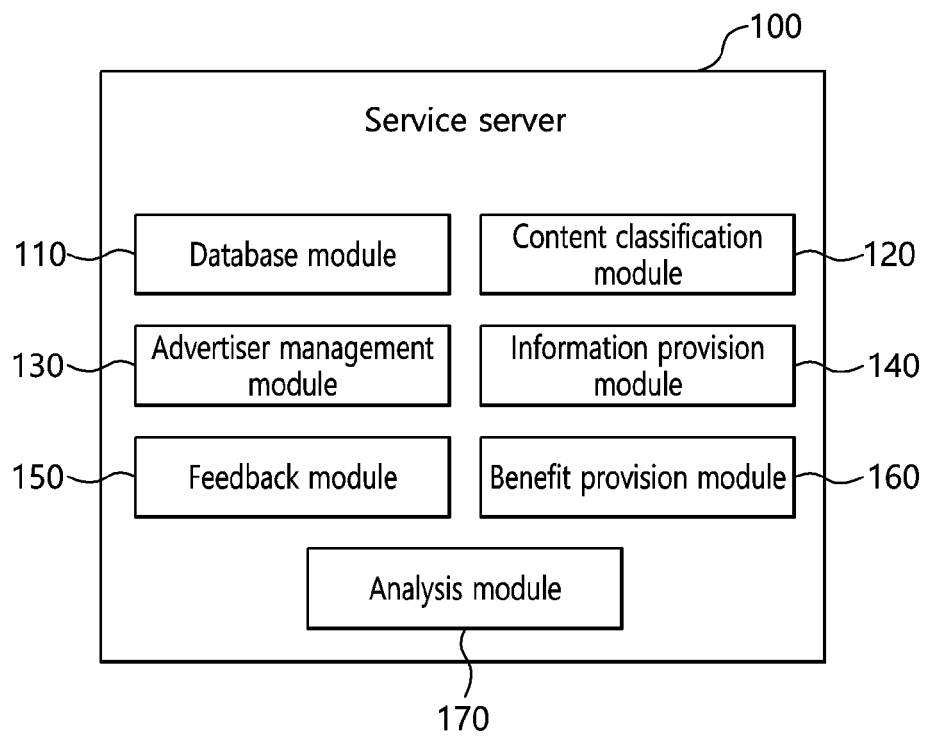 100
Service server
110
Database module
Content classification
module
120
130
Advertiser management
module
Information provision
module
140
150
Feedback module
Benefit provision module
160
Analysis module
170